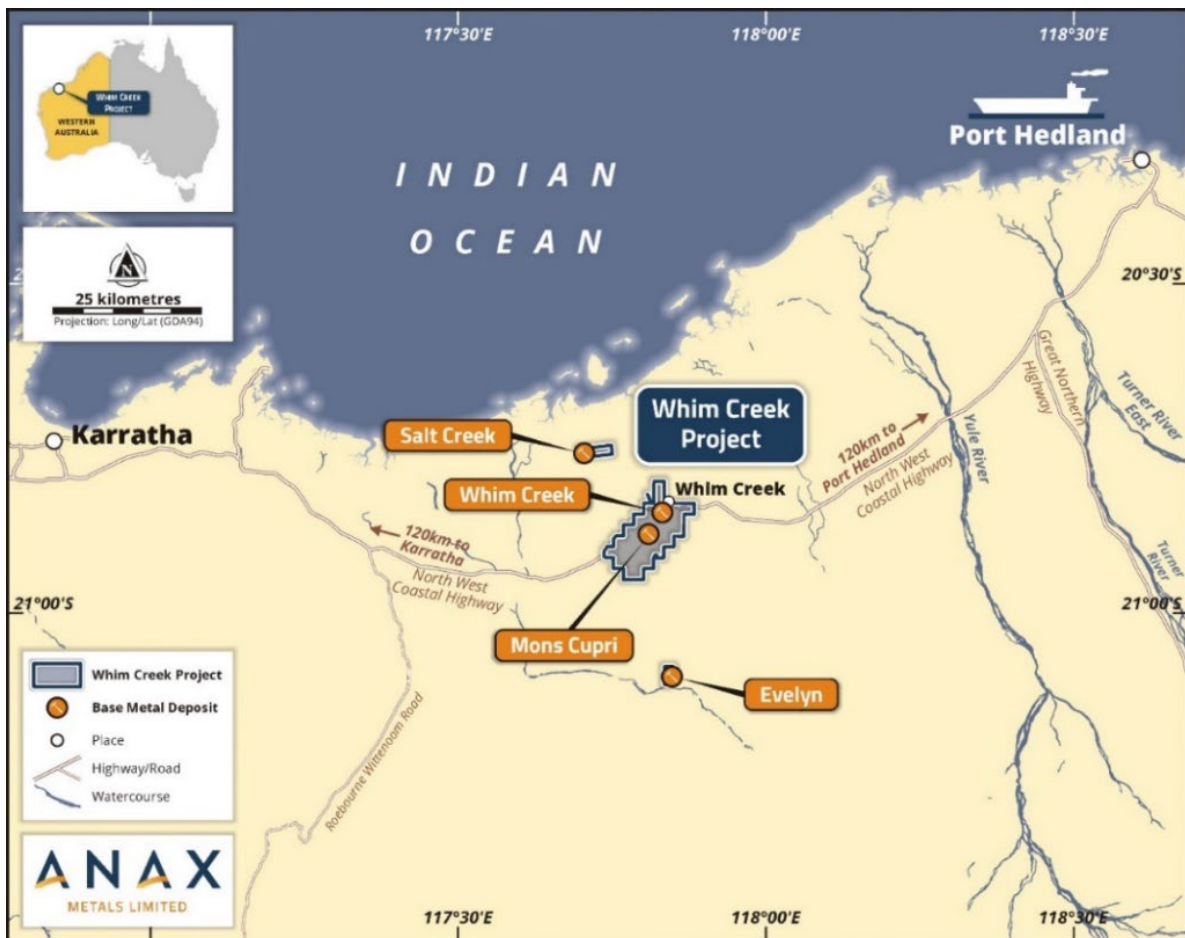 117°30'E
118°00'E
118°30'E
WHIM CREEK
PROJECT
WESTERN
AUSTRALIA
INDIAN
OCEAN
Port Hedland
N
25 kilometres
Projection: Long/Lat (GDA94)
20°30'S
Karratha
Salt Creek
Whim Creek
Project
Whim Creek
Whim Creek
120km to
Port Hedland
North West
Coastal Highway
Yule River
Great Northern
Highway
Turner River
East
Turner
River
120km to
Karratha
North West
Coastal Highway
21°00'S
21°00'S
Mons Cupri
Evelyn
Roebourne Wittenoom Road
Whim Creek Project
Base Metal Deposit
Place
Highway/Road
Watercourse
ANAX
METALS LIMITED
117°30'E
118°00'E
118°30'E